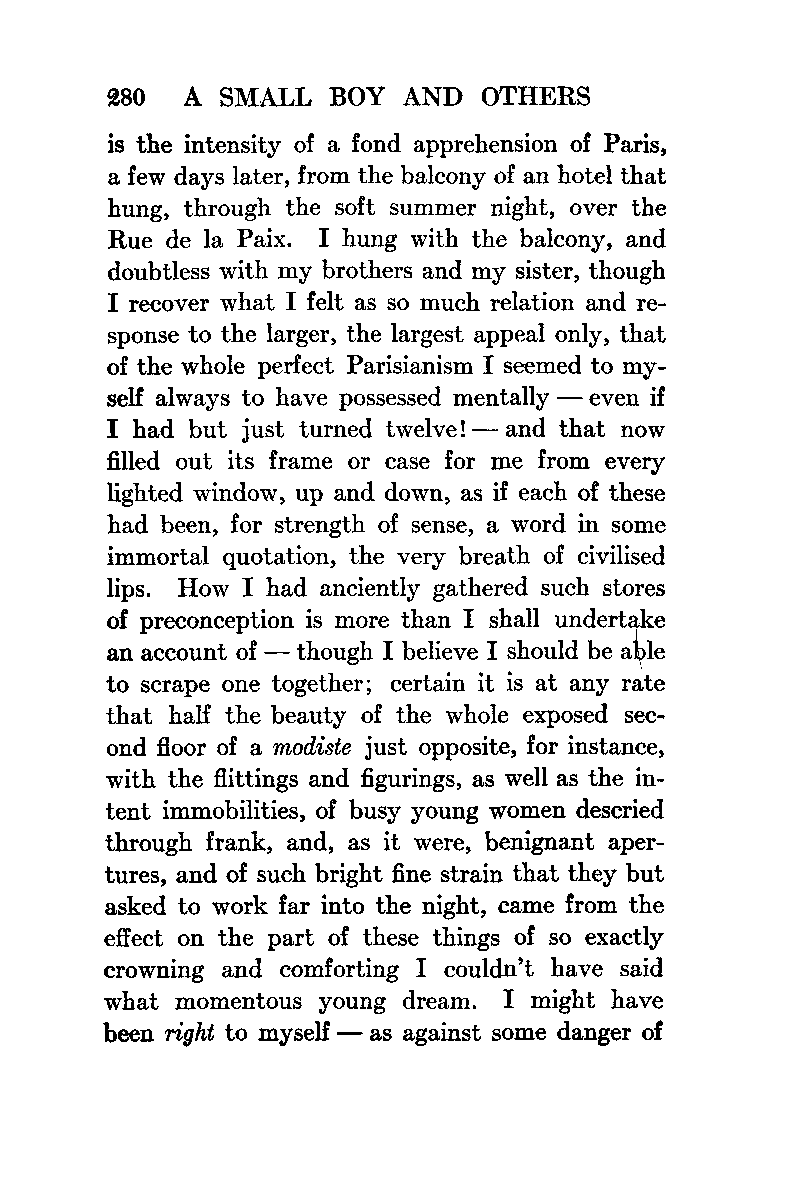 280 A SMALL BOY AND OTHERS
is the intensity of a fond apprehension of Paris,
a few days later, from the balcony of an hotel that
hung, through the soft summer night, over the
Rue de la Paix. I hung with the balcony, and
doubtless with my brothers and my sister, though
I recover what I felt as so much relation and re-
sponse to the larger, the largest appeal only, that
of the whole perfect Parisianism I seemed to my-
self always to have possessed mentally — even if
I had but just turned twelve! — and that now
filled out its frame or case for me from every
lighted window, up and down, as if each of these
had been, for strength of sense, a word in some
immortal quotation, the very breath of civilised
lips. How I had anciently gathered such stores
of preconception is more than I shall undertake
an account of — though I believe I should be able
to scrape one together; certain it is at any rate
that half the beauty of the whole exposed sec-
ond floor of a modiste just opposite, for instance,
with the flittings and figurings, as well as the in-
tent immobilities, of busy young women descried
through frank, and, as it were, benignant aper-
tures, and of such bright fine strain that they but
asked to work far into the night, came from the
effect on the part of these things of so exactly
crowning and comforting I couldn't have said
what momentous young dream. I might have
been right to myself — as against some danger of